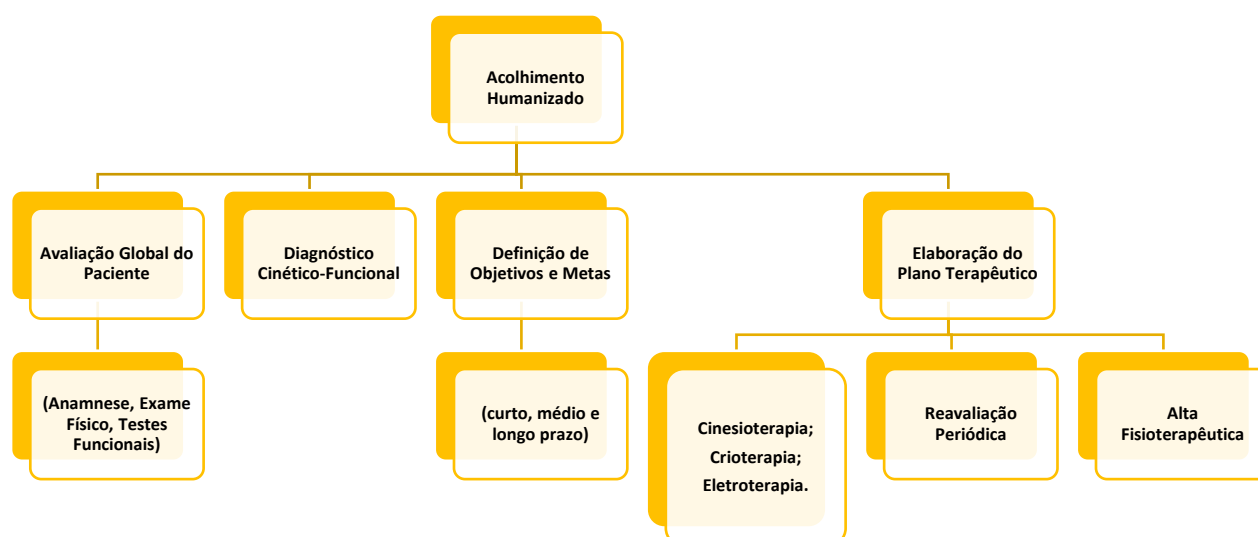 Acolhimento
Humanizado
Avaliação Global do
Paciente
Diagnóstico
Cinético-Funcional
Definição de
Objetivos e Metas
Elaboração do
Plano Terapêutico
(Anamnese, Exame
Físico, Testes
Funcionais)
(curto, médio e
longo prazo)
Cinesioterapia;
Crioterapia;
Eletroterapia.
Reavaliação
Periódica
Alta
Fisioterapêutica